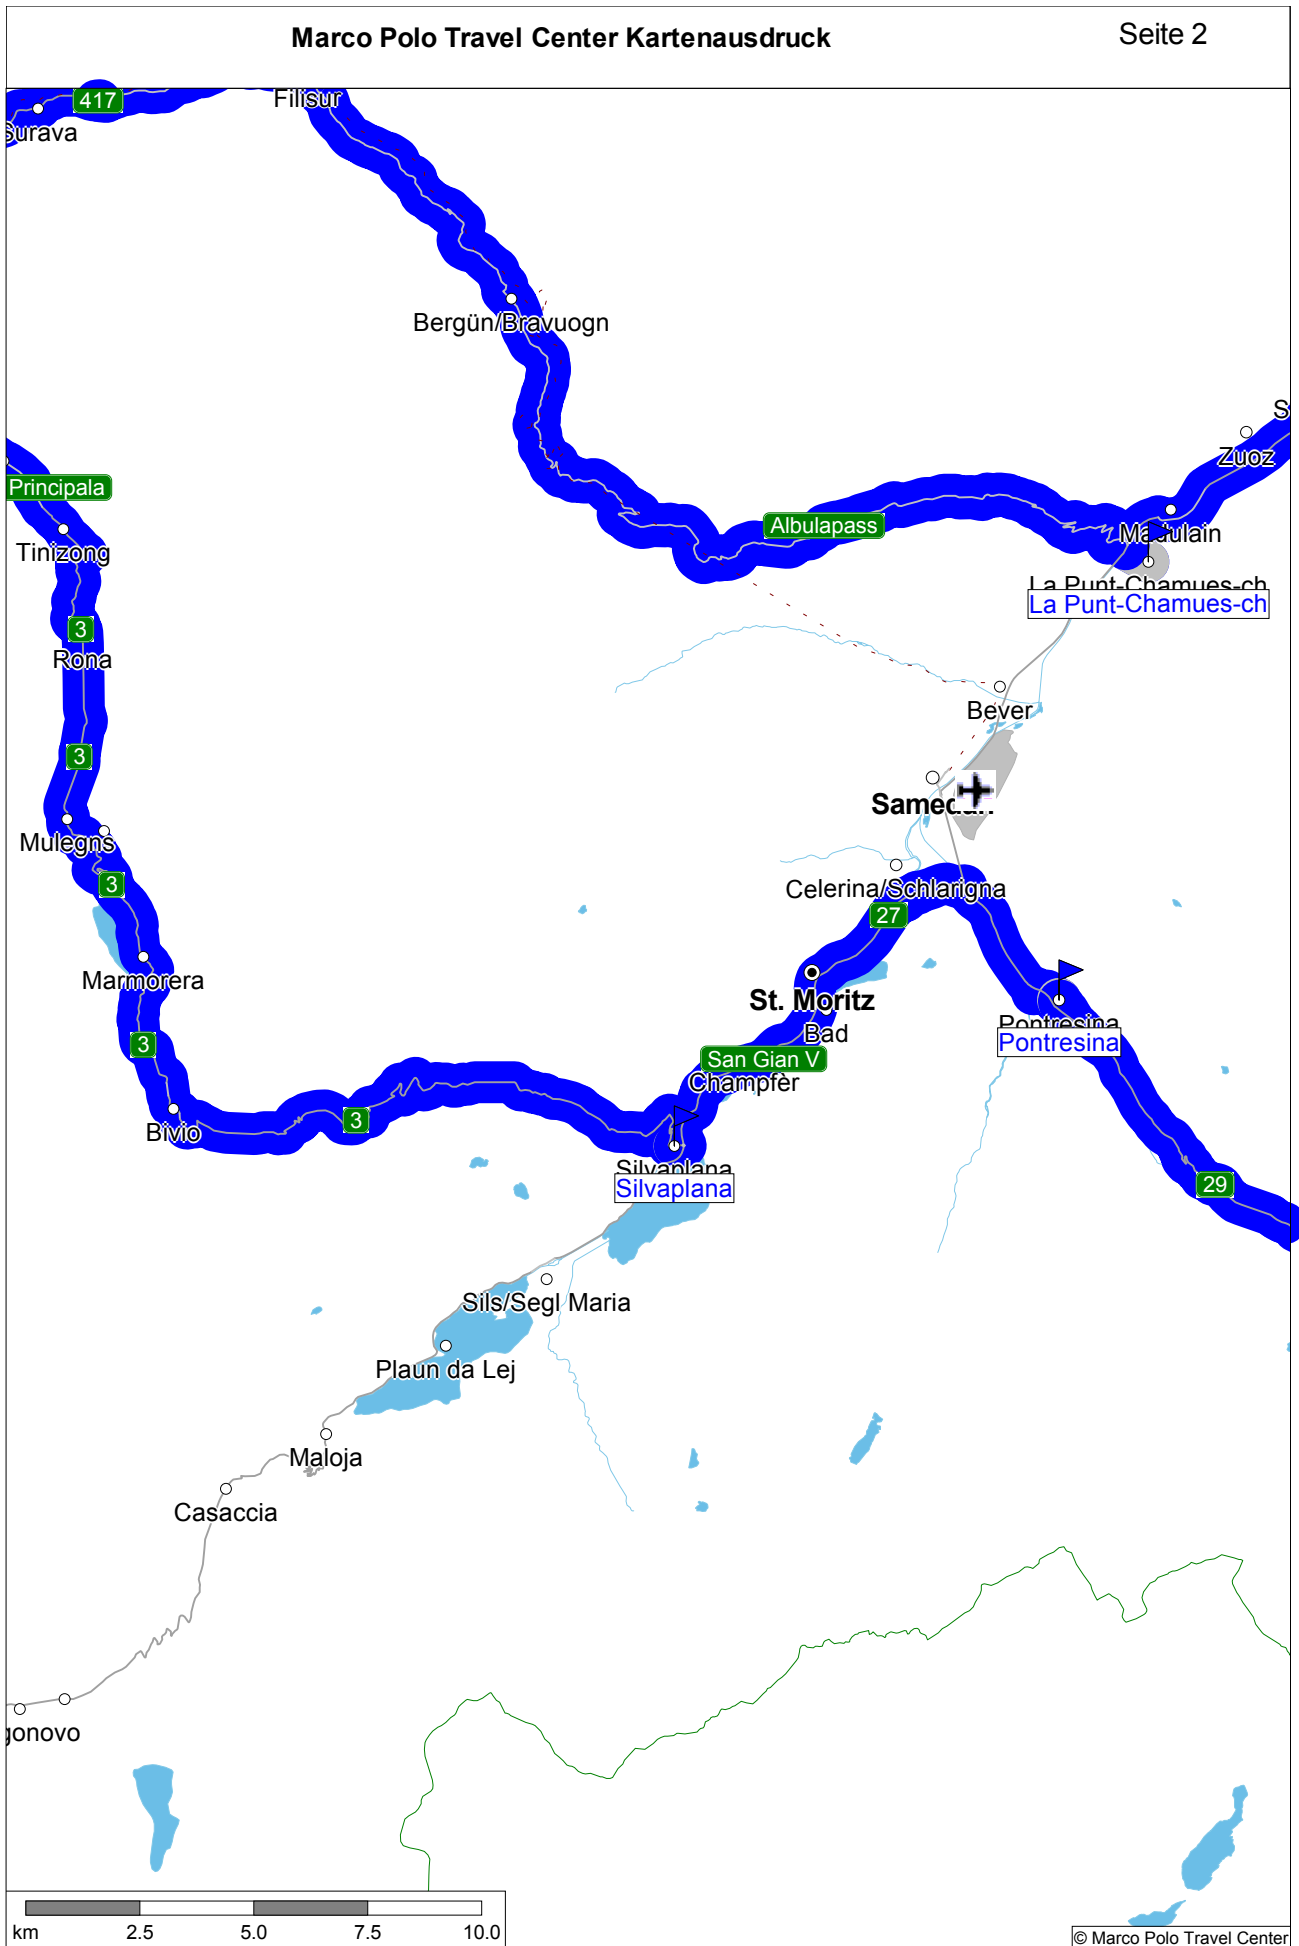 Marco Polo Travel Center Kartenausdruck
Seite 2
Filisur
417
Surava
Bergün/Bravuogn
S
Zuoz
Principala
Albulapass
Madulain
Tinizong
La Punt-Chamues-ch
La Punt-Chamues-ch
3
Rona
Bever
3
Samedan
Mulegns
3
Celerina/Schlarigna
27
Marmorera
St. Moritz
Pontresina
Pontresina
Bad
3
San Gian V
Champfèr
3
Bivio
Silvaplana
Silvaplana
29
Sils/Segl Maria
Plaun da Lej
Maloja
Casaccia
gonovo
km 2.5 5.0 7.5 10.0
© Marco Polo Travel Center